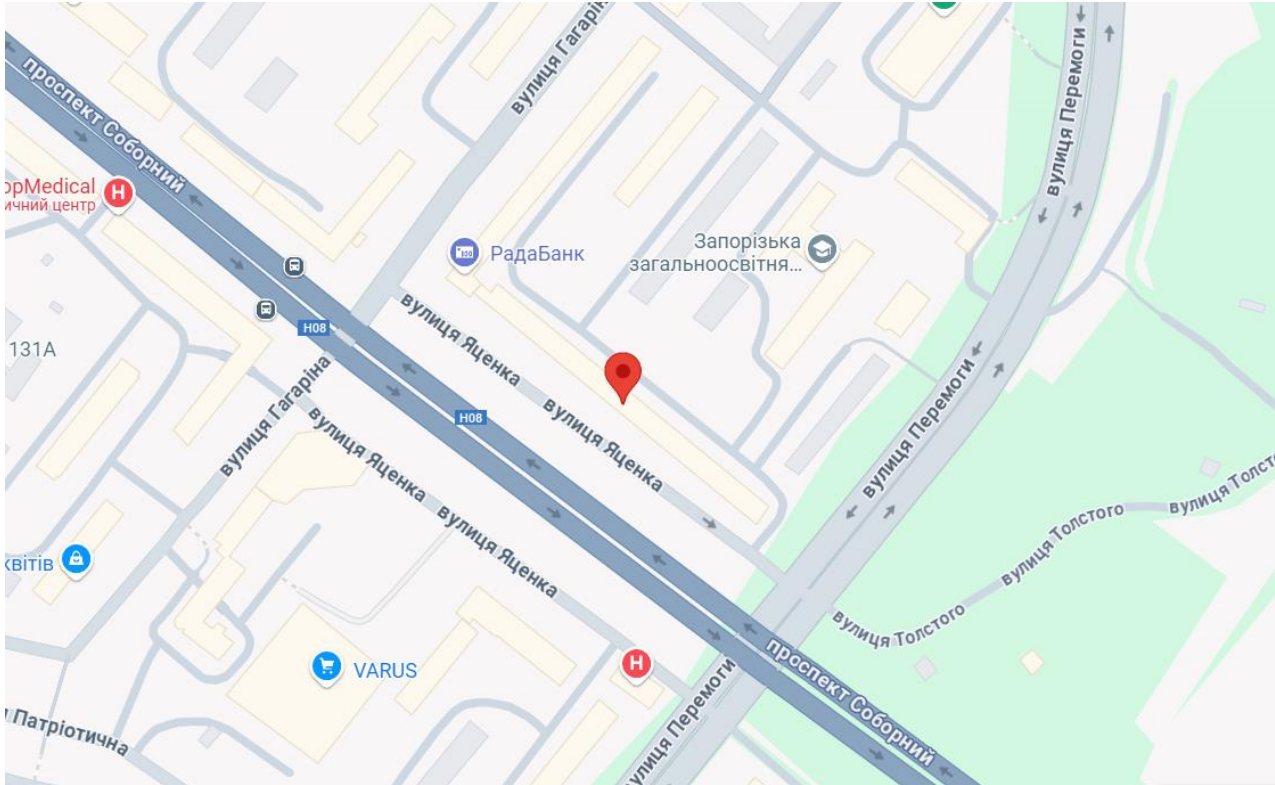 вулиця Гагаріна
вулиця Перемоги
проспект Соборний
вулиця Перемоги
opMedical
ичний центр
H
РадаБанк
Запорізька
загальноосвітня...
вулиця Яценка
H08
131А
вулиця Гагаріна
вулиця Яценка
H08
вулиця Яценка
вулиця Перемоги
вулиця Толстого
вулиця Толстого
вулиця Яценка
квітів
вулиця Толстого
H
VARUS
проспект Соборний
Патріотична
вулиця Перемоги